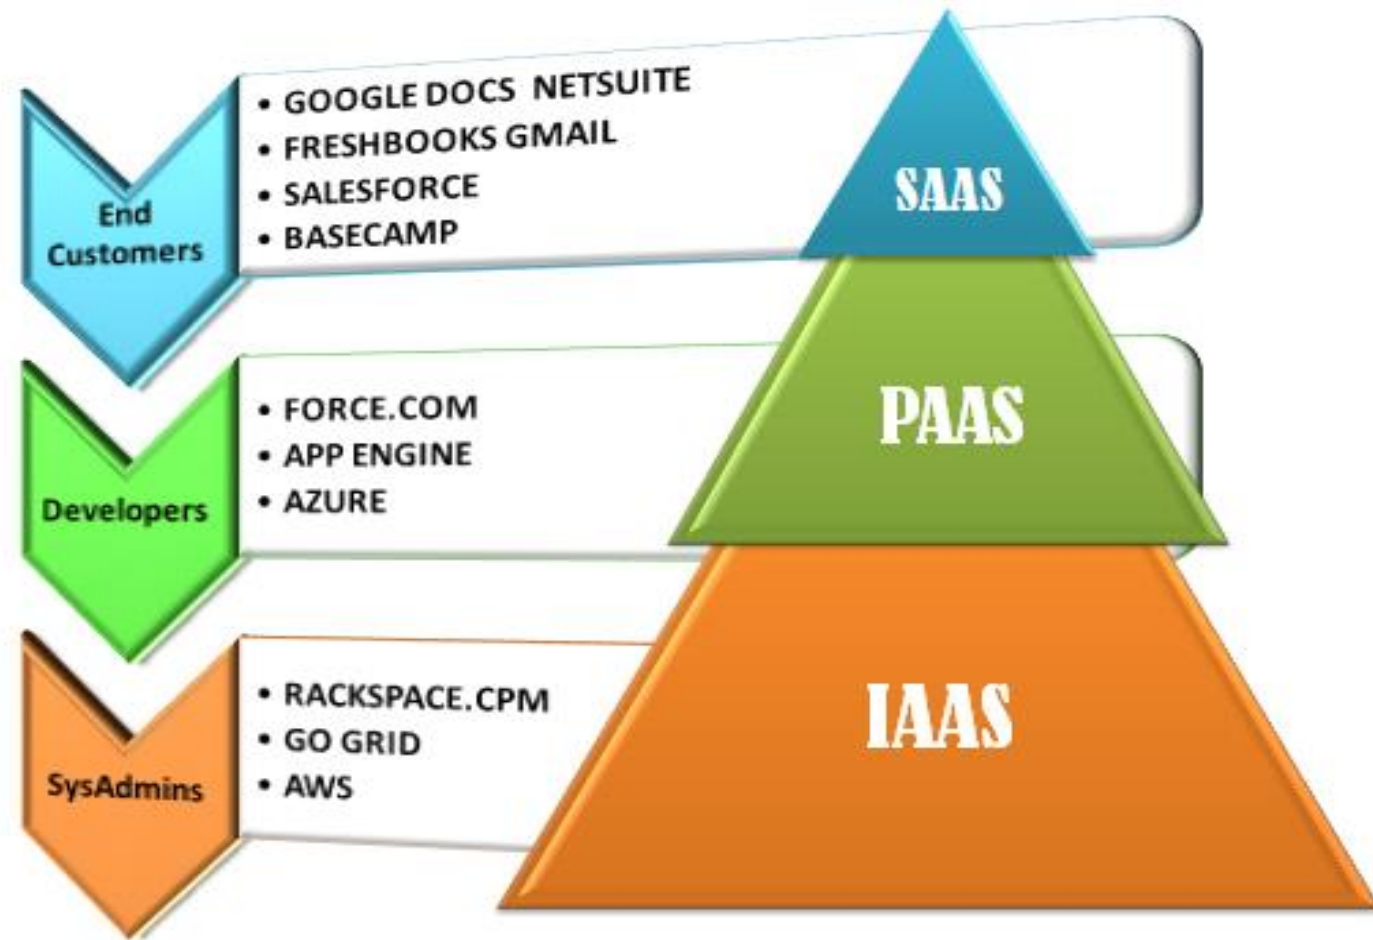 GOOGLE DOCS NETSUITE
FRESHBOOKS GMAIL
SALESFORCE
BASECAMP
End
Customers
SAAS
FORCE.COM
APP ENGINE
AZURE
Developers
PAAS
RACKSPACE.CPM
GO GRID
AWS
SysAdmins
IAAS